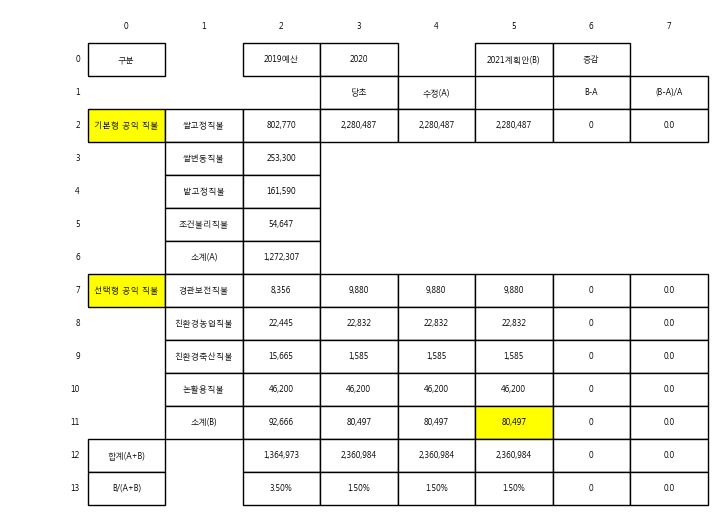 0 1 2 3 4 5 6 7
0 구분 2019예산 2020 2021계획안(B) 증감
1 당초 수정(A) B-A (B-A)/A
2 기본형 공익 직불 쌀고정직불 802,770 2,280,487 2,280,487 2,280,487 0 0.0
3 쌀변동직불 253,300
4 밭고정직불 161,590
5 조건불리직불 54,647
6 소계(A) 1,272,307
7 선택형 공익 직불 경관보전직불 8,356 9,880 9,880 9,880 0 0.0
8 친환경농업직불 22,445 22,832 22,832 22,832 0 0.0
9 친환경축산직불 15,665 1,585 1,585 1,585 0 0.0
10 논활용직불 46,200 46,200 46,200 46,200 0 0.0
11 소계(B) 92,666 80,497 80,497 80,497 0 0.0
12 합계(A+B) 1,364,973 2,360,984 2,360,984 2,360,984 0 0.0
13 B/(A+B) 3.50% 1.50% 1.50% 1.50% 0 0.0